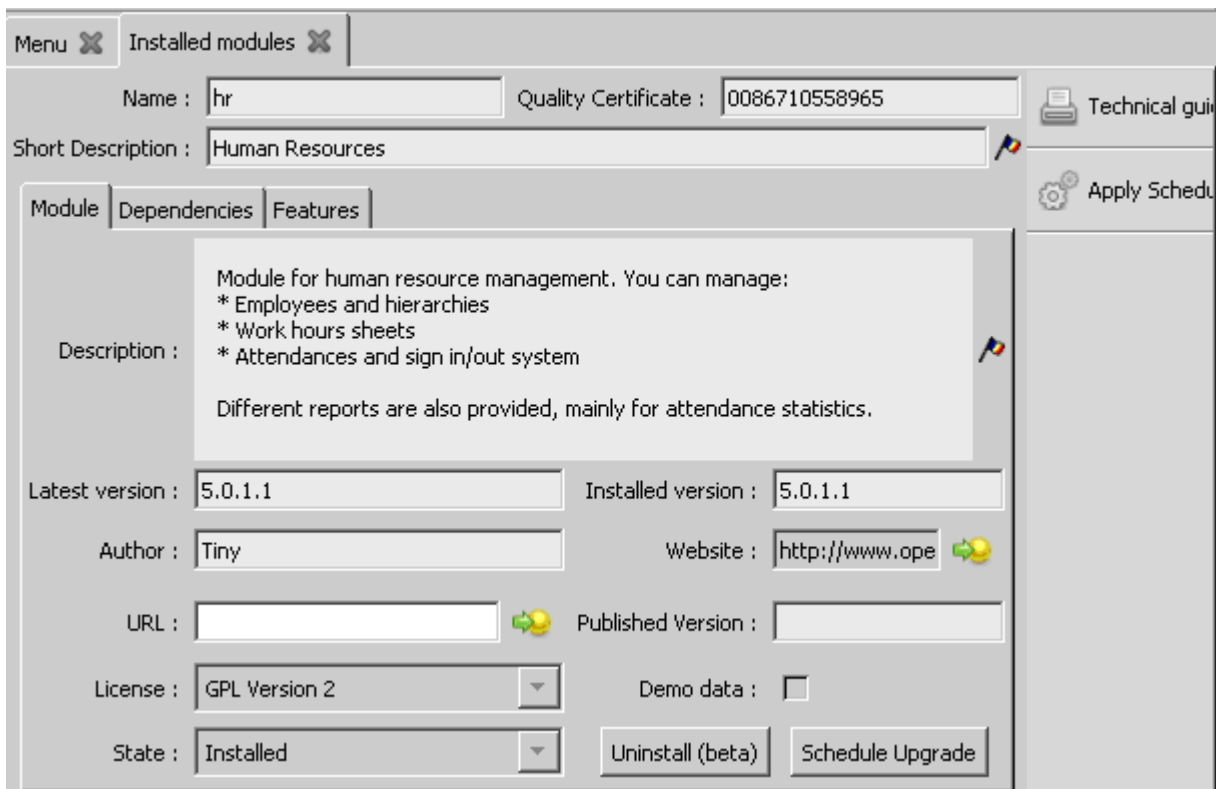 Menu Installed modules
Name : hr Quality Certificate : 0086710558965
Technical gui
Short Description : Human Resources
Apply Schedu
Module Dependencies Features
Description :
Module for human resource management. You can manage:
* Employees and hierarchies
* Work hours sheets
* Attendances and sign in/out system
Different reports are also provided, mainly for attendance statistics.
Latest version : 5.0.1.1 Installed version : 5.0.1.1
Author : Tiny Website : http://www.ope
URL : Published Version :
License : GPL Version 2 Demo data :
State : Installed Uninstall (beta) Schedule Upgrade